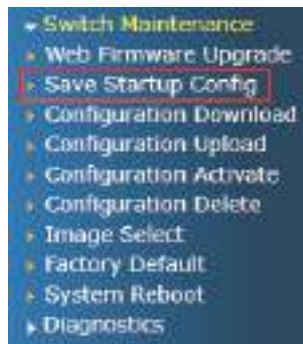 Switch Maintenance
Web Firmware Upgrade
Save Startup Config
Configuration Download
Configuration Upload
Configuration Activate
Configuration Delete
Image Select
Factory Default
System Reboot
Diagnostics